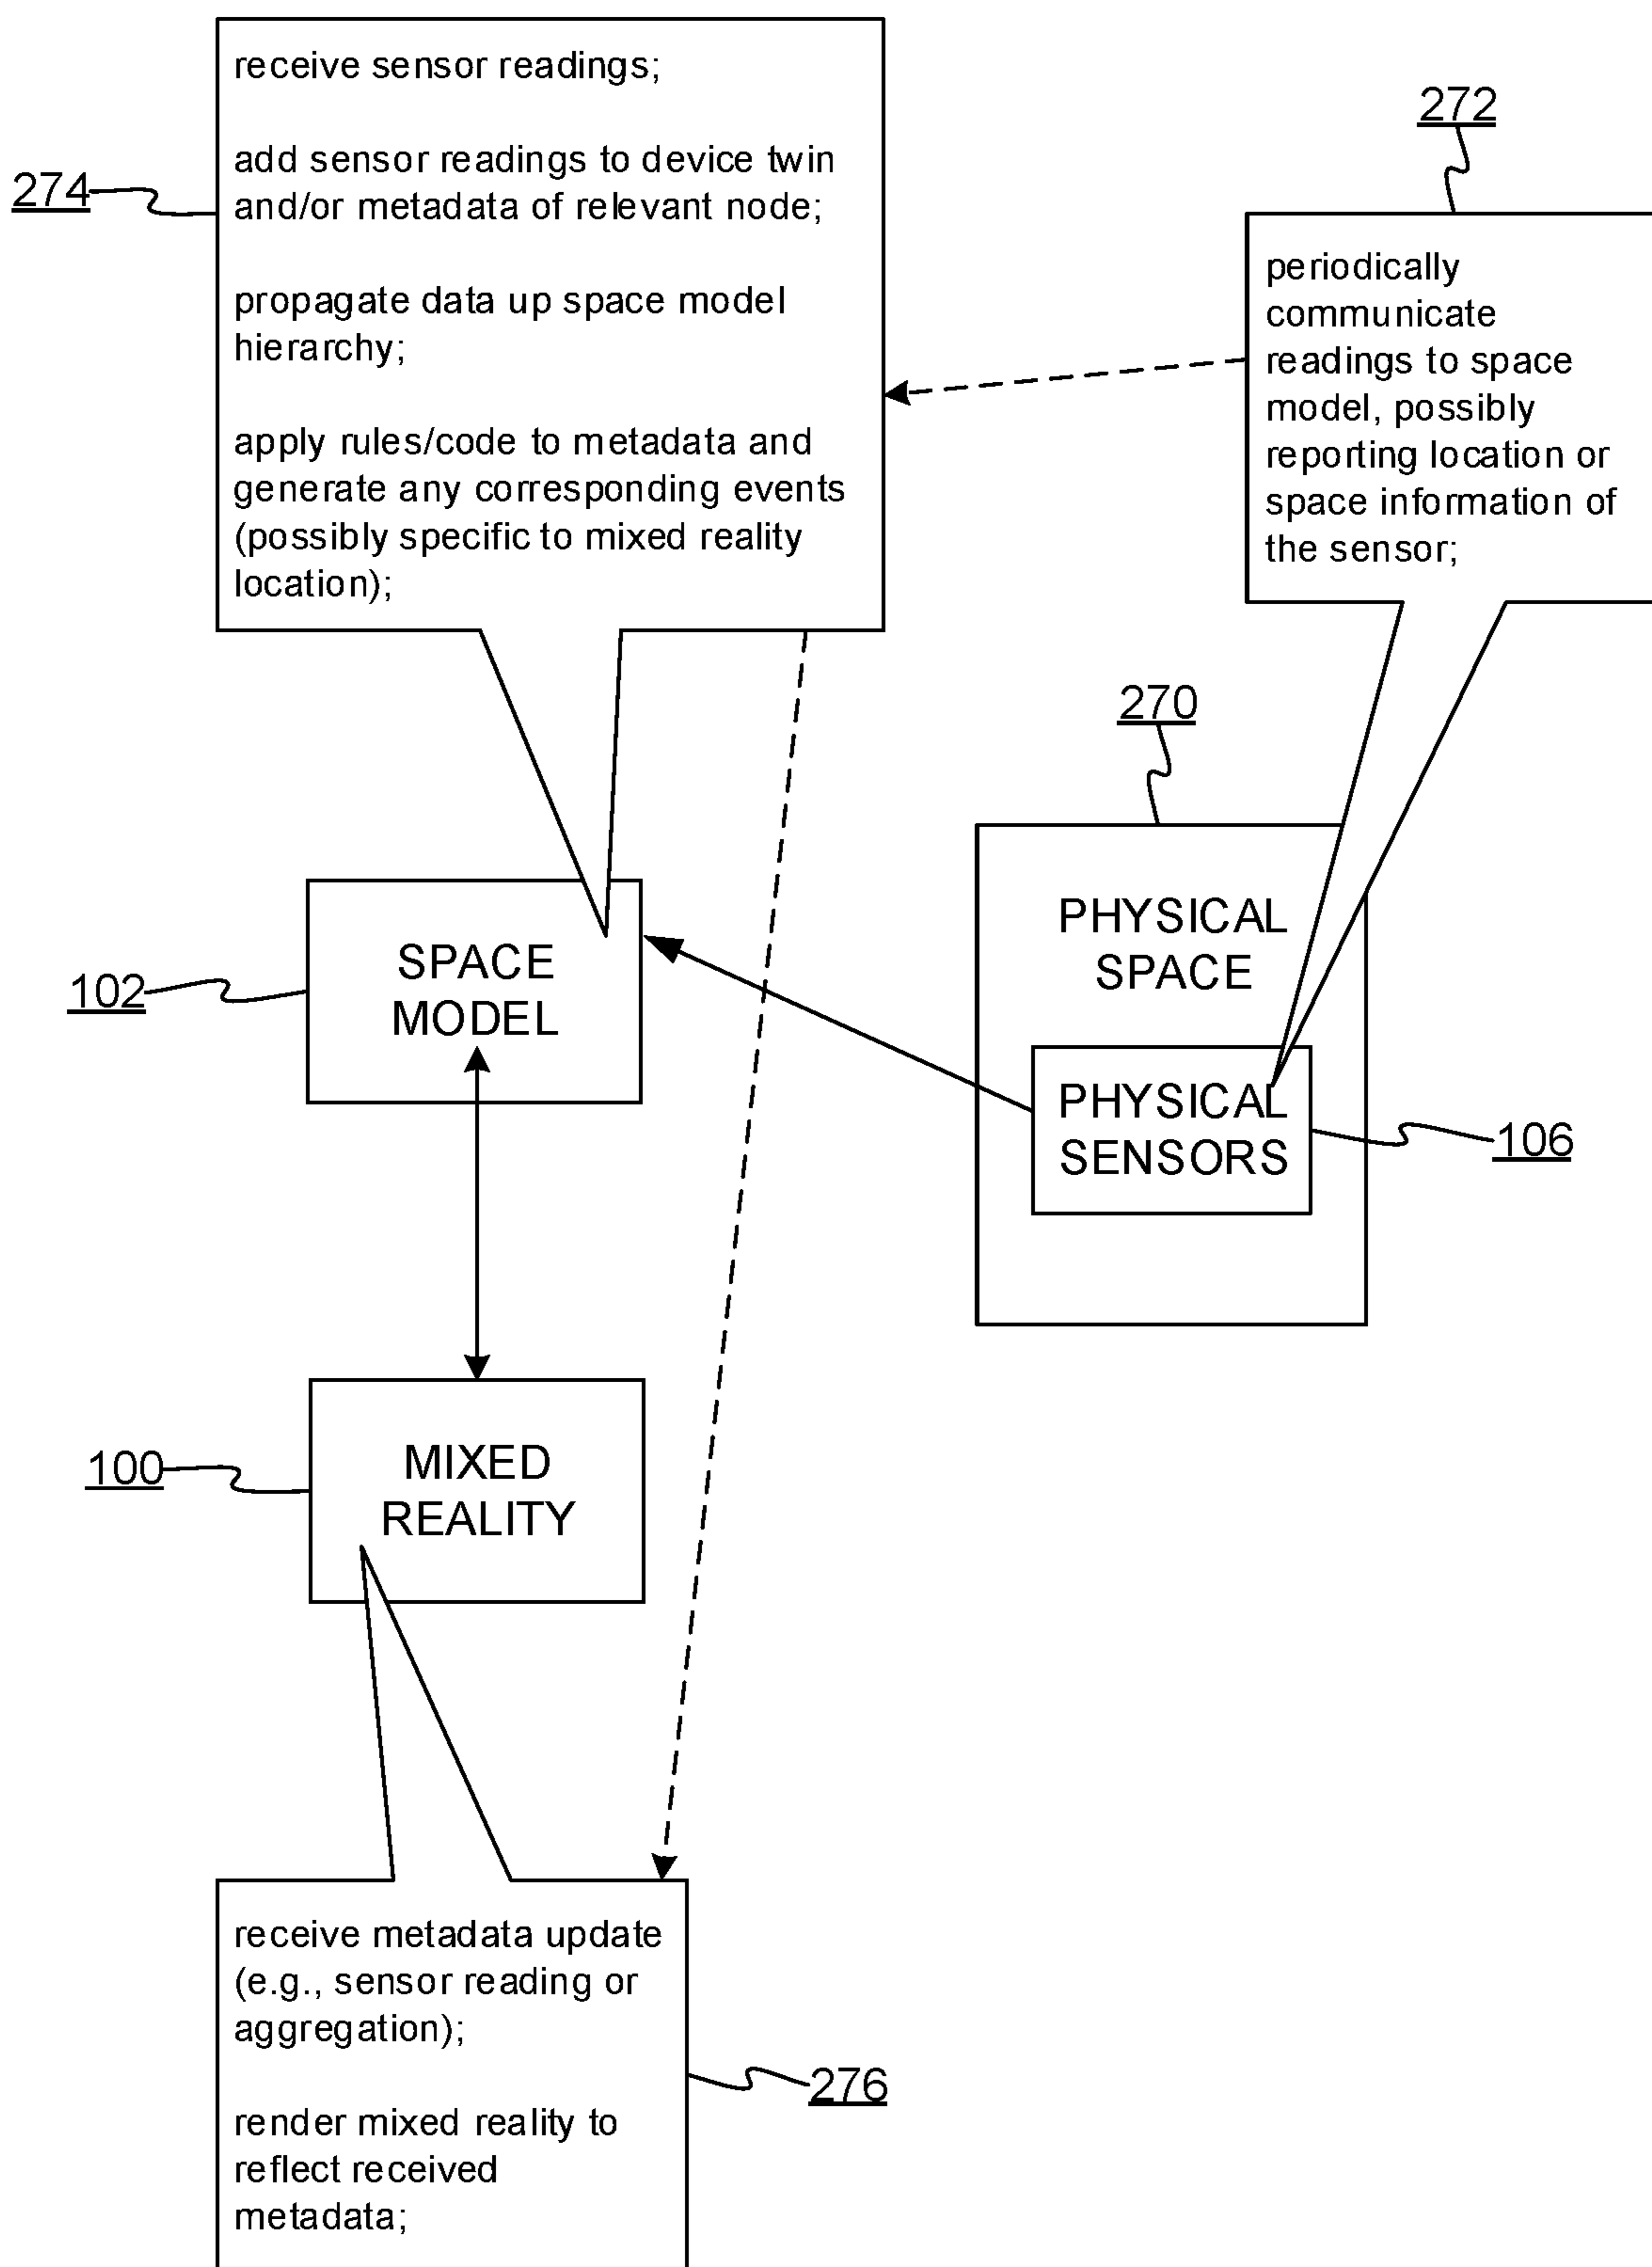 receive sensor readings;
add sensor readings to device twin
and/or metadata of relevant node;
propagate data up space model
hierarchy;
apply rules/code to metadata and
generate any corresponding events
(possibly specific to mixed reality
location);
274
272
periodically
communicate
readings to space
model, possibly
reporting location or
space information of
the sensor;
270
PHYSICAL
SPACE
PHYSICAL
SENSORS
106
SPACE
MODEL
102
MIXED
REALITY
100
receive metadata update
(e.g., sensor reading or
aggregation);
render mixed reality to
reflect received
metadata;
276